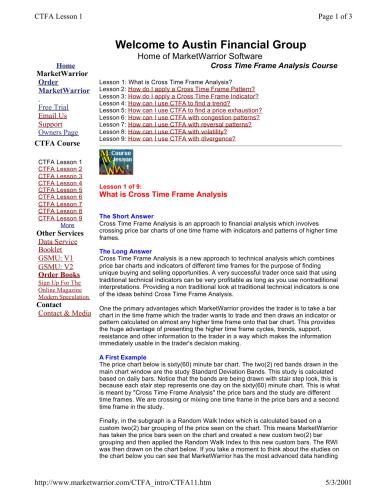 CTFA Lesson 1
Page 1 of 3
Welcome to Austin Financial Group
Home of MarketWarrior Software
Home
Cross Time Frame Analysis Course
MarketWarrior
Order
MarketWarrior
.
Free Trial
Email Us
Support
Owners Page
CTFA Course
CTFA Lesson 1
CTFA Lesson 2
CTFA Lesson 3
CTFA Lesson 4
CTFA Lesson 5
CTFA Lesson 6
CTFA Lesson 7
CTFA Lesson 8
CTFA Lesson 9
More
Other Services
Data Service
Booklet
GSMU: V1
GSMU: V2
Order Books
Sign Up For The
Online Magazine
Modern Speculation
Contact
Contact & Media
Lesson 1: What is Cross Time Frame Analysis?
Lesson 2: How do I apply a Cross Time Frame Pattern?
Lesson 3: How do I apply a Cross Time Frame Indicator?
Lesson 4: How can I use CTFA to find a trend?
Lesson 5: How can I use CTFA to find a price exhaustion?
Lesson 6: How can I use CTFA with congestion patterns?
Lesson 7: How can I use CTFA with reversal patterns?
Lesson 8: How can I use CTFA with volatility?
Lesson 9: How can I use CTFA with divergence?
Course
Lesson
1
Lesson 1 of 9:
What is Cross Time Frame Analysis
The Short Answer
Cross Time Frame Analysis is an approach to financial analysis which involves
crossing price bar charts of one time frame with indicators and patterns of higher time
frames.
The Long Answer
Cross Time Frame Analysis is a new approach to technical analysis which combines
price bar charts and indicators of different time frames for the purpose of finding
unique buying and selling opportunities. A very successful trader once said that using
traditional technical indicators can be very profitable as long as you use nontraditional
interpretations. Providing a non traditional look at traditional technical indicators is one
of the ideas behind Cross Time Frame Analysis.
One the primary advantages which MarketWarrior provides the trader is to take a bar
chart in the time frame which the trader wants to trade and then draws an indicator or
pattern calculated on almost any higher time frame onto that bar chart. This provides
the huge advantage of presenting the higher time frame cycles, trends, support,
resistance and other information to the trader in a way which makes the information
immediately usable in the trader's decision making.
A First Example
The price chart below is sixty(60) minute bar chart. The two(2) red bands drawn in the
main chart window are the study Standard Deviation Bands. This study is calculated
based on daily bars. Notice that the bands are being drawn with stair step look, this is
because each stair step represents one day on the sixty(60) minute chart. This is what
is meant by "Cross Time Frame Analysis" the price bars and the study are different
time frames. We are crossing or mixing one time frame in the price bars and a second
time frame in the study.
Finally, in the subgraph is a Random Walk Index which is calculated based on a
custom two(2) bar grouping of the price seen on the chart. This means MarketWarrior
has taken the price bars seen on the chart and created a new custom two(2) bar
grouping and then applied the Random Walk Index to this new custom bars. The RWI
was then drawn on the chart below. If you take a moment to think about the studies on
the chart below you can see that MarketWarrior has the most advanced data handling
http://www.marketwarrior.com/CTFA_intro/CTFA11.htm
5/3/2001